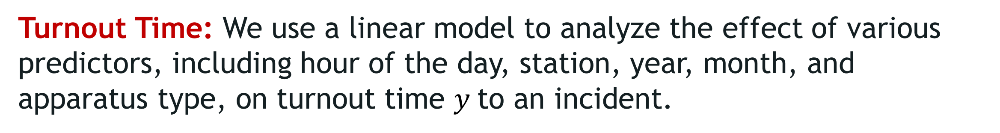 Turnout Time: We use a linear model to analyze the effect of various
predictors, including hour of the day, station, year, month, and
apparatus type, on turnout time y to an incident.